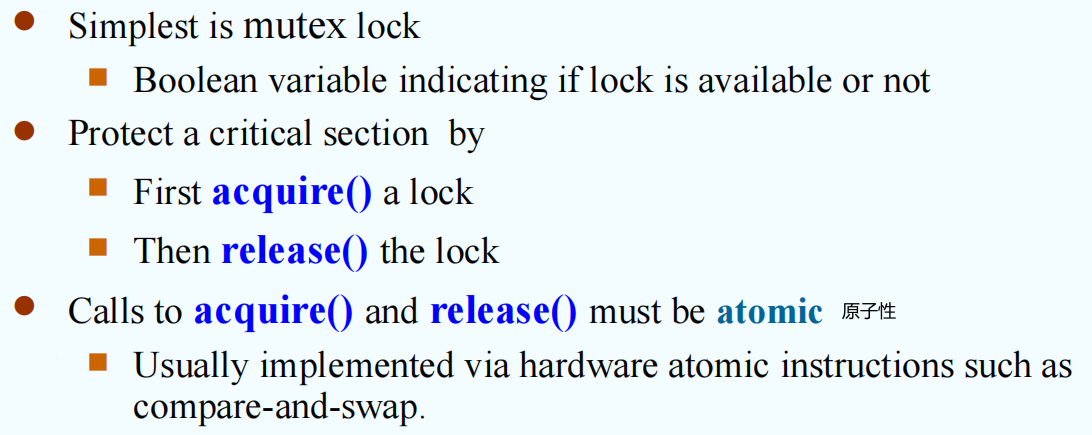 Simplest is mutex lock
Boolean variable indicating if lock is available or not
Protect a critical section by
First acquire() a lock
Then release() the lock
Calls to acquire() and release() must be atomic 原子性
Usually implemented via hardware atomic instructions such as
compare-and-swap.